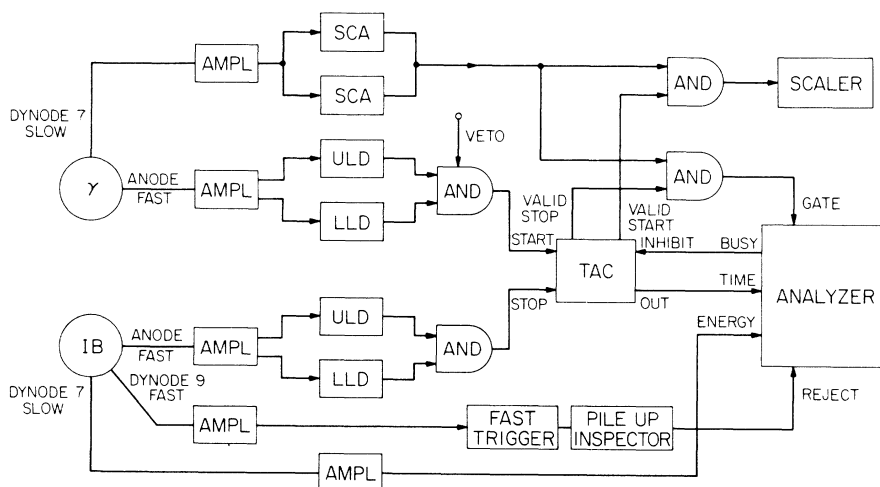 SCA
AMPL
SCA
AND
SCALER
DYNODE 7
SLOW
VETO
γ
ANODE
FAST
AMPL
ULD
LLD
AND
AND
VALID
STOP
VALID
START
GATE
START
INHIBIT
BUSY
TAC
TIME
ANALYZER
STOP
OUT
ENERGY
IB
ANODE
FAST
AMPL
ULD
LLD
AND
DYNODE 7
SLOW
DYNODE 9
FAST
AMPL
FAST
TRIGGER
PILE UP
INSPECTOR
REJECT
AMPL